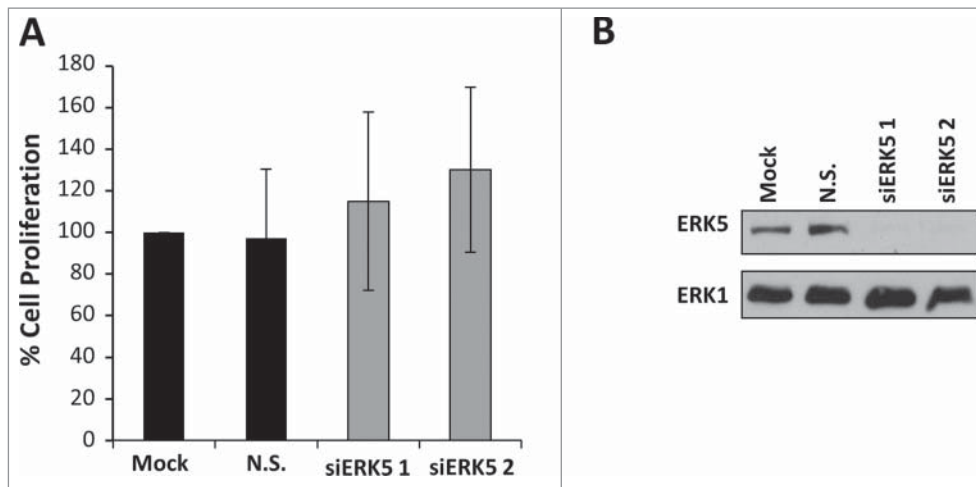 A
% Cell Proliferation
180
160
140
120
100
80
60
40
20
0
Mock N.S. siERK5 1 siERK5 2
B
Mock N.S. siERK5 1 siERK5 2
ERK5
ERK1